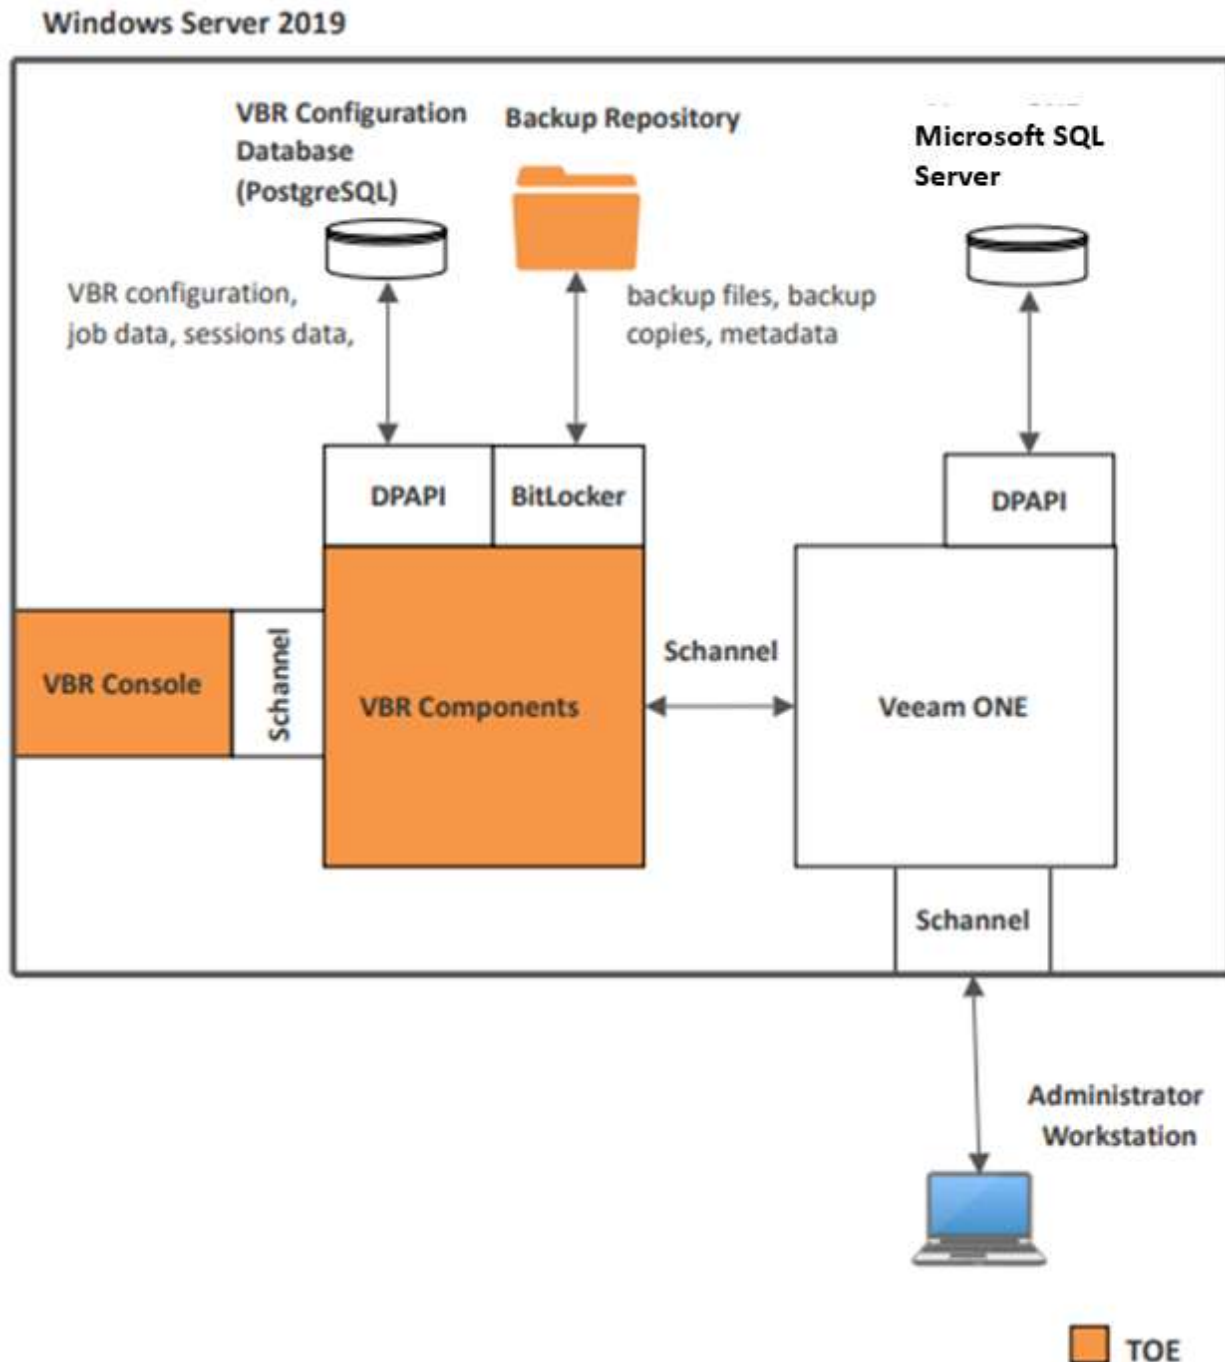 Windows Server 2019
VBR Configuration
Database
(PostgreSQL)
Backup Repository
Microsoft SQL
Server
VBR configuration,
job data, sessions data,
backup files, backup
copies, metadata
DPAPI
BitLocker
DPAPI
VBR Console
Schannel
VBR Components
Schannel
Veeam ONE
Schannel
Administrator
Workstation
TOE